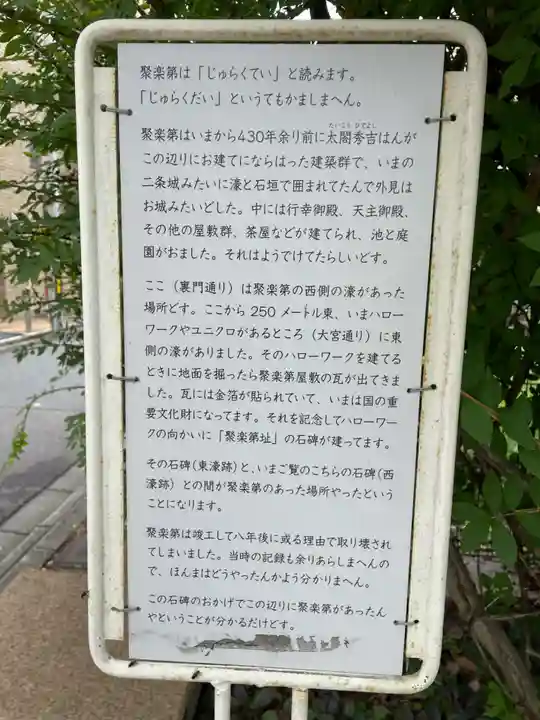 聚楽第は「じゅらくてい」と読みます。
「じゅらくだい」というてもかましまへん。
たいこう ひでよし
聚楽第はいまから430年余り前に太閤秀吉はんが
この辺りにお建てにならはった建築群で、いまの
二条城みたいに濠と石垣で囲まれてたんで外見は
お城みたいどした。中には行幸御殿、天主御殿、
その他の屋敷群、茶屋などが建てられ、池と庭
園がおました。それはようでけてたらしいどす。
ここ（裏門通り）は聚楽第の西側の濠があった
場所どす。ここから 250 メートル東、いまハロー
ワークやユニクロがあるところ（大宮通り）に東
側の濠がありました。そのハローワークを建てる
ときに地面を掘ったら聚楽第屋敷の瓦が出てきま
した。瓦には金箔が貼られていて、いまは国の重
要文化財になってます。それを記念してハローワー
クの向かいに「聚楽第址」の石碑が建ってます。
その石碑（東濠跡）と、いまご覧のこちらの石碑（西
濠跡）との間が聚楽第のあった場所やったという
ことになります。
聚楽第は竣工して八年後に或る理由で取り壊され
てしまいました。当時の記録も余りあらしまへんの
で、ほんまはどうやったんかよう分かりまへん。
この石碑のおかげでこの辺りに聚楽第があったん
やということが分かるだけどす。